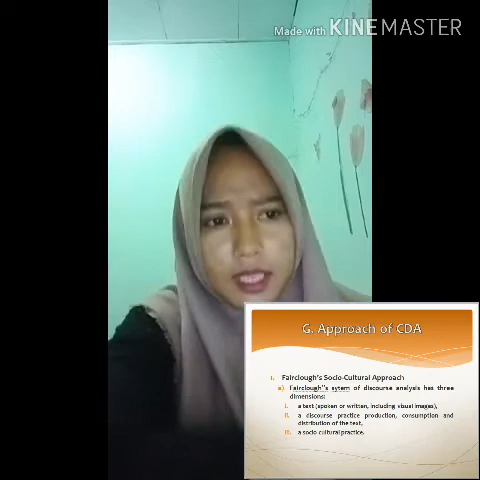 Made with KINEMASTER
G. Approach of CDA
I. Fairclough's Socio-Cultural Approach
a) Fairclough"s sytem of discourse analysis has three
dimensions:
I. a text (spoken or written, including visual images),
II. a discourse practice production, consumption and
distribution of the text,
III. a socio cultural practice.